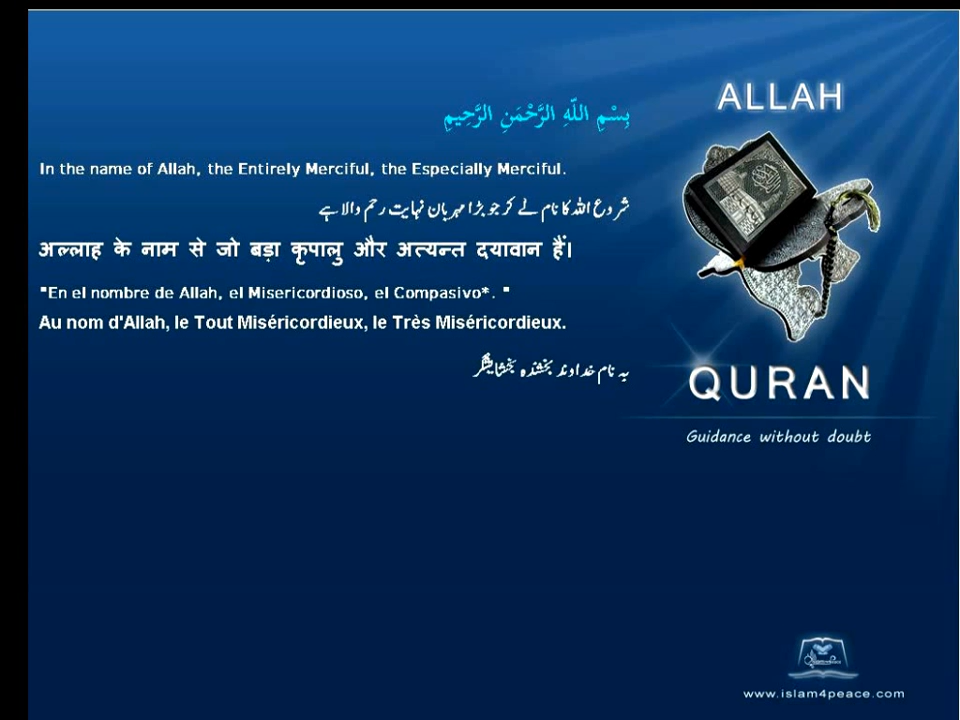 بِسْمِ اللّهِ الرَّحْمَنِ الرَّحِيمِ
In the name of Allah, the Entirely Merciful, the Especially Merciful.
شروع الله کا نام لے کر جو بڑا مہربان نہایت رحم والا ہے
अल्लाह के नाम से जो बड़ा कृपालु और अत्यन्त दयावान हैं।
"En el nombre de Allah, el Misericordioso, el Compasivo*. "
Au nom d'Allah, le Tout Miséricordieux, le Très Miséricordieux.
به نام خداوند بخشنده بخشایشگر
ALLAH
QURAN
Guidance without doubt
www.islam4peace.com